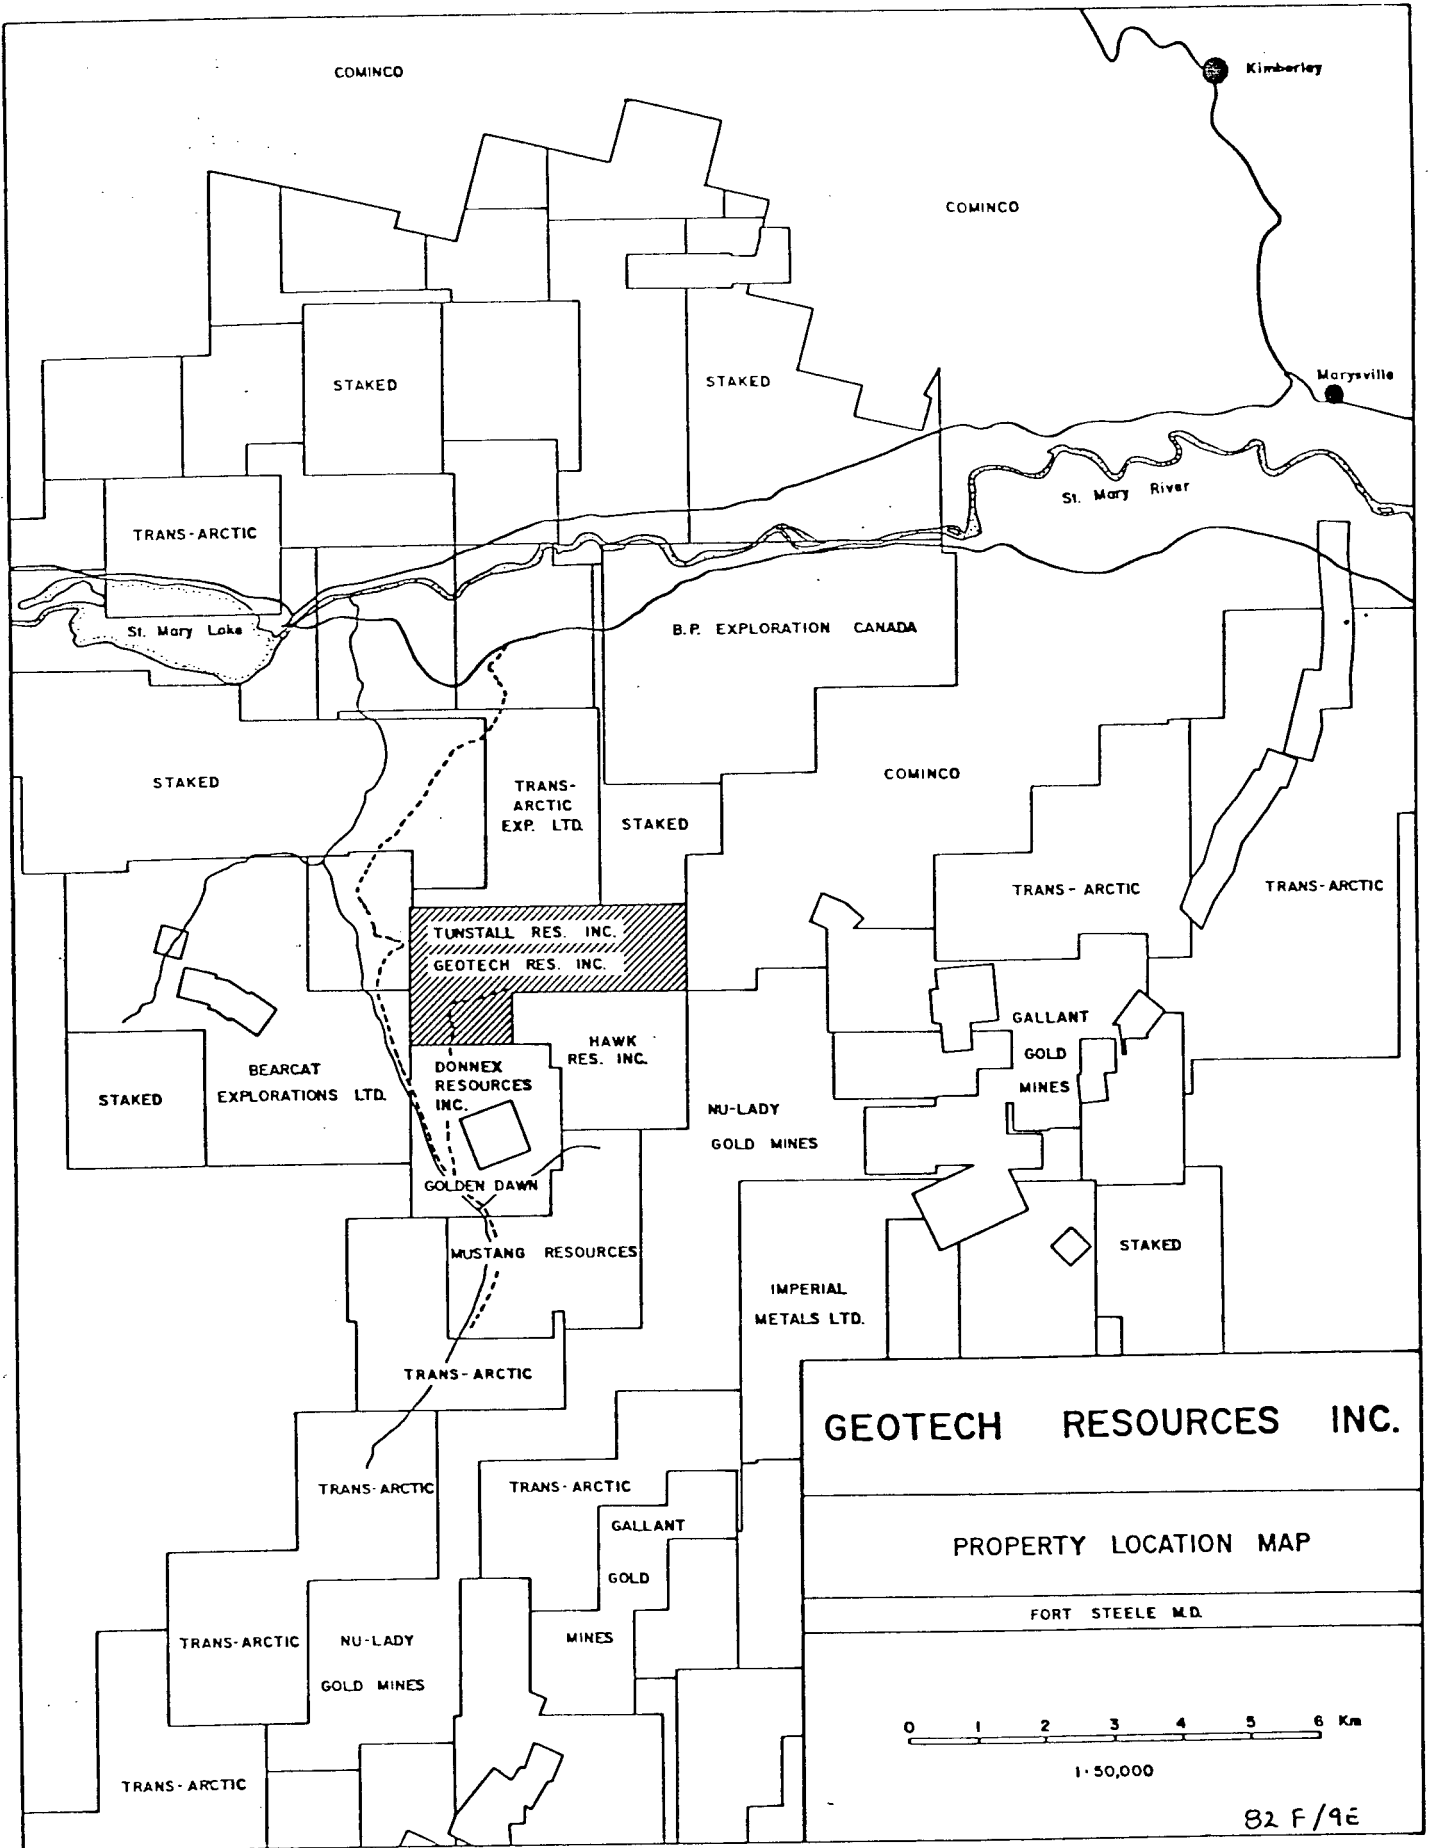 COMINCO
Kimberley
COMINCO
STAKED
STAKED
Marysville
St. Mary River
TRANS-ARCTIC
St. Mary Lake
B.P. EXPLORATION CANADA
STAKED
TRANS-
ARCTIC
EXP. LTD.
STAKED
COMINCO
TRANS-ARCTIC
TRANS-ARCTIC
TUNSTALL RES. INC.
GEOTECH RES. INC.
HAWK
RES. INC.
GALLANT
GOLD
MINES
DONNEX
RESOURCES
INC.
BEARCAT
EXPLORATIONS LTD.
STAKED
NU-LADY
GOLD MINES
GOLDEN DAWN
MUSTANG RESOURCES
STAKED
IMPERIAL
METALS LTD.
TRANS-ARCTIC
TRANS-ARCTIC
TRANS-ARCTIC
GALLANT
GOLD
MINES
TRANS-ARCTIC
NU-LADY
GOLD MINES
TRANS-ARCTIC
GEOTECH RESOURCES INC.
PROPERTY LOCATION MAP
FORT STEELE M.D.
0 1 2 3 4 5 6 Km
1:50,000
82 F/9E